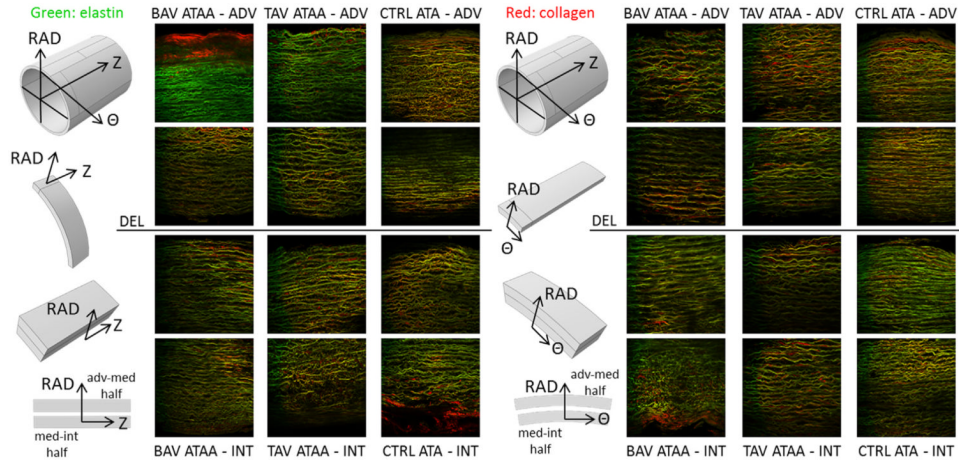 Green: elastin
BAV ATAA - ADV
TAV ATAA - ADV
CTRL ATA - ADV
Red: collagen
BAV ATAA - ADV
TAV ATAA - ADV
CTRL ATA - ADV
RAD
Z
Θ
RAD
Z
DEL
RAD
Z
RAD
adv-med
half
Z
med-int
half
BAV ATAA - INT
TAV ATAA - INT
CTRL ATA - INT
RAD
Z
Θ
RAD
Θ
DEL
RAD
Θ
RAD
adv-med
half
Θ
med-int
half
BAV ATAA - INT
TAV ATAA - INT
CTRL ATA - INT